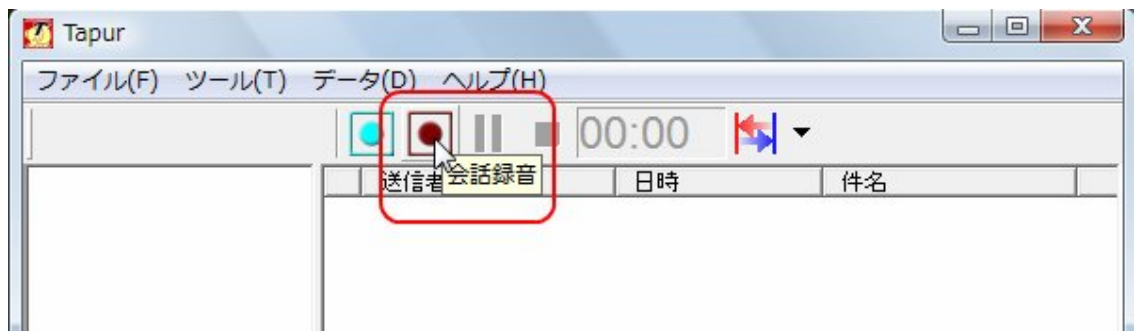 Tapur
ファイル(F) ツール(T) データ(D) ヘルプ(H)
00:00
会話録音
送信者 日時 件名